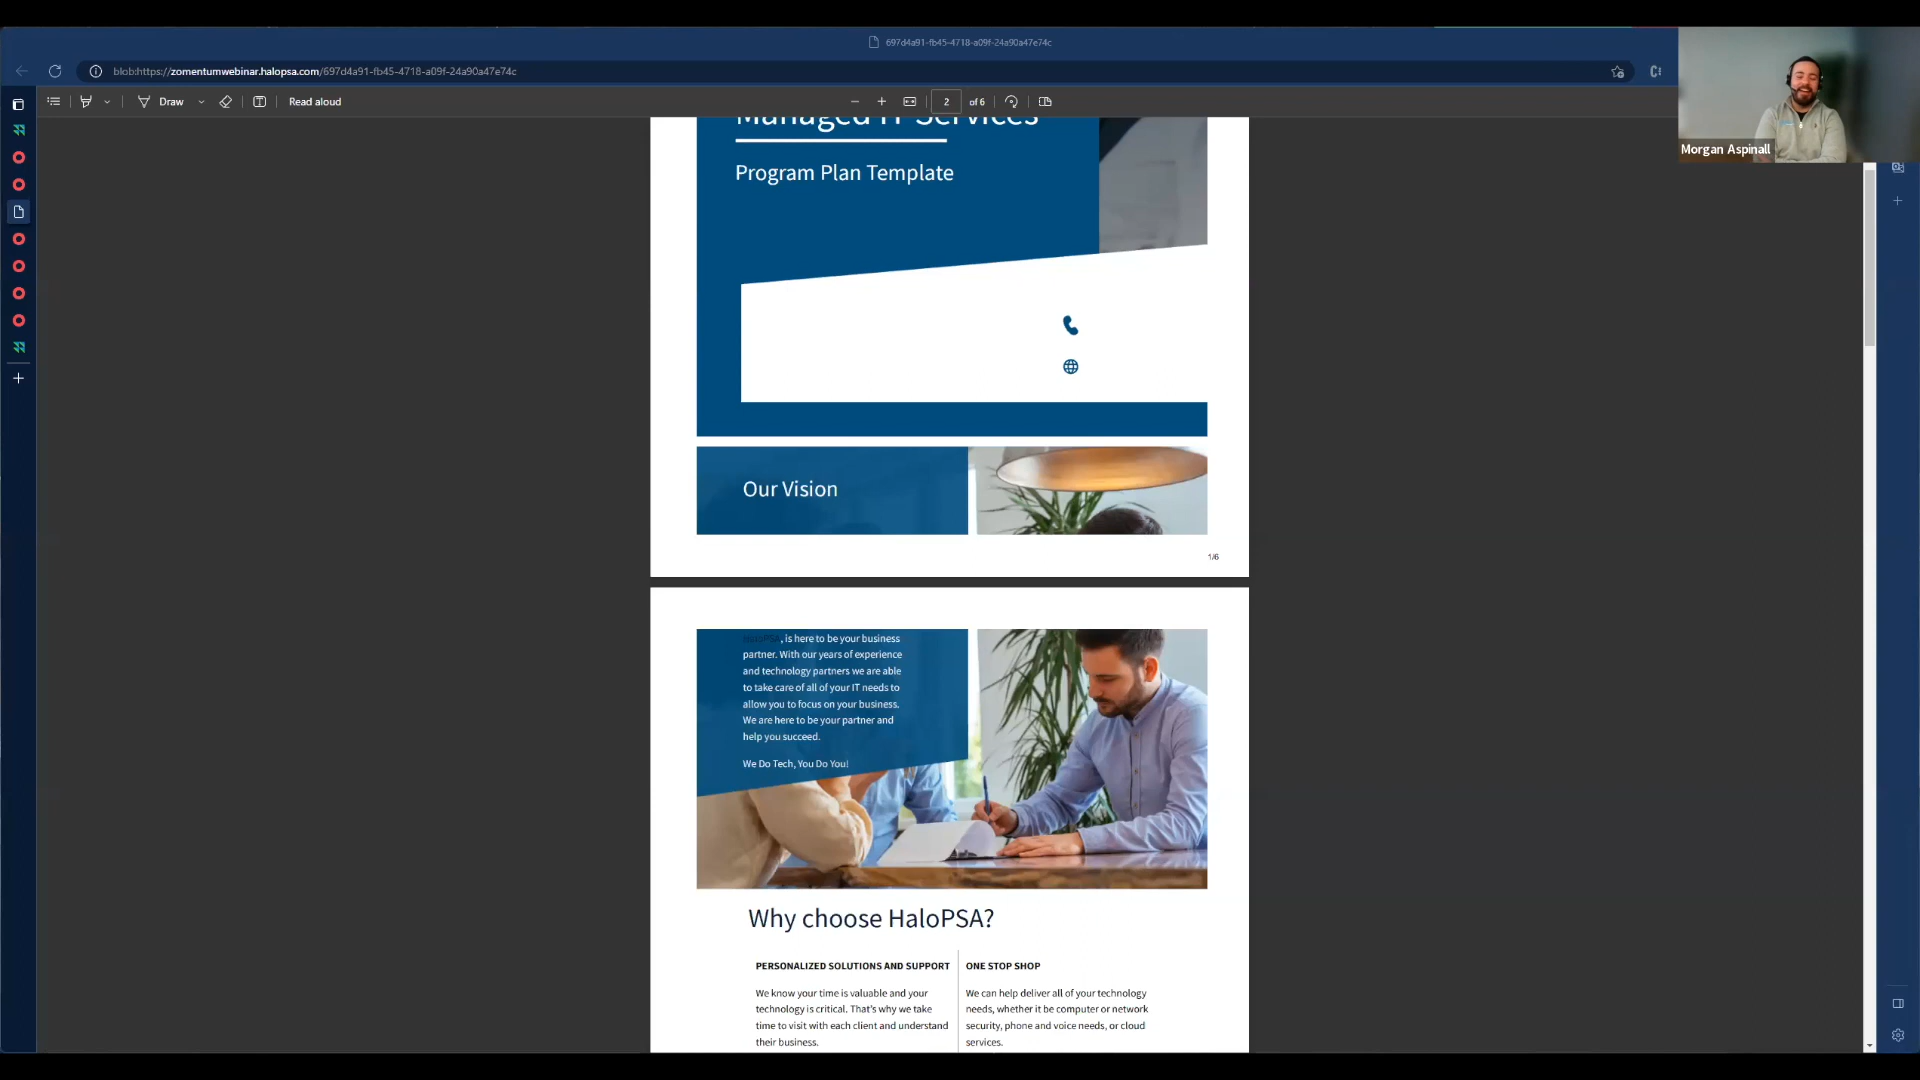 697d4a91-fb45-4718-a09f-24a90a47e74c
blob:https://zomentumwebinar.halopsa.com/697d4a91-fb45-4718-a09f-24a90a47e74c
Draw
Read aloud
2 of 6
Morgan Aspinall
Managed IT Services
Program Plan Template
Our Vision
1/6
HaloPSA, is here to be your business
partner. With our years of experience
and technology partners we are able
to take care of all of your IT needs to
allow you to focus on your business.
We are here to be your partner and
help you succeed.
We Do Tech, You Do You!
Why choose HaloPSA?
PERSONALIZED SOLUTIONS AND SUPPORT
We know your time is valuable and your
technology is critical. That's why we take
time to visit with each client and understand
their business.
ONE STOP SHOP
We can help deliver all of your technology
needs, whether it be computer or network
security, phone and voice needs, or cloud
services.